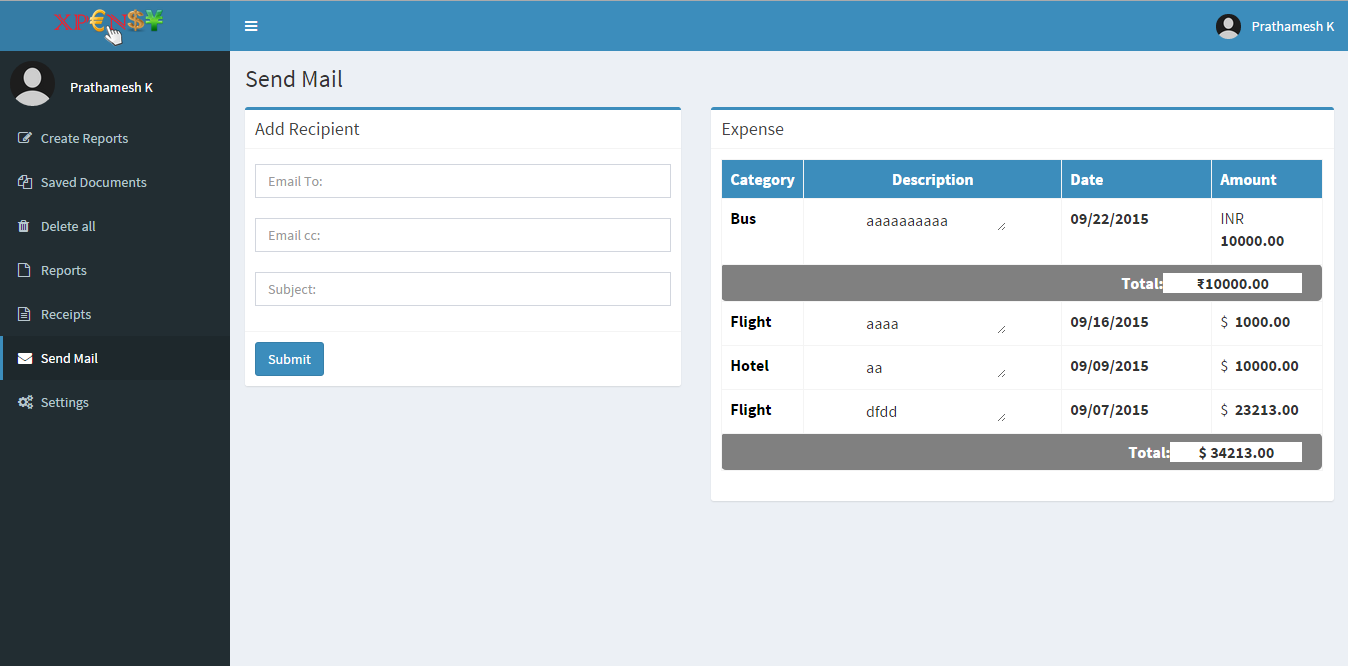 XP€N$¥
Prathamesh K
Prathamesh K
Create Reports
Saved Documents
Delete all
Reports
Receipts
Send Mail
Settings
Send Mail
Add Recipient
Email To:
Email cc:
Subject:
Submit
Expense
Category Description Date Amount
Bus aaaaaaaaaa 09/22/2015 INR
10000.00
Total: ₹10000.00
Flight aaaa 09/16/2015 $ 1000.00
Hotel aa 09/09/2015 $ 10000.00
Flight dfdd 09/07/2015 $ 23213.00
Total: $ 34213.00